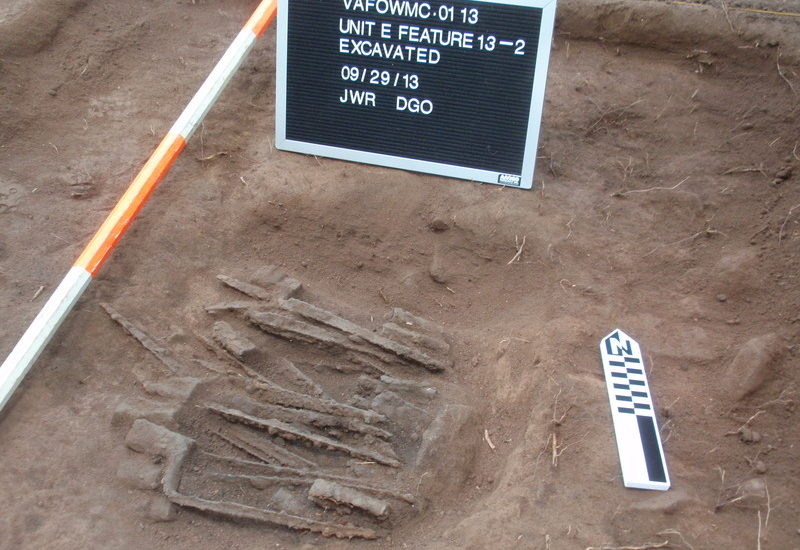 VAFOWMC·01 13
UNIT E FEATURE 13-2
EXCAVATED
09/29/13
JWR DGO
N